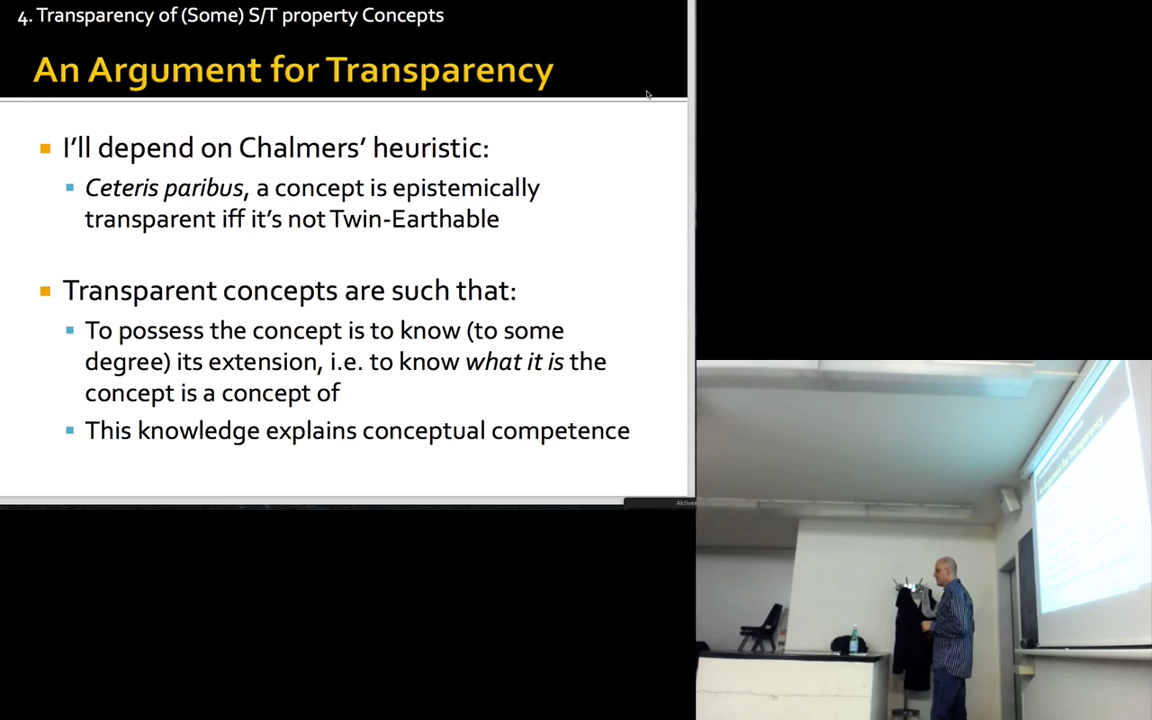 4. Transparency of (Some) S/T property Concepts
An Argument for Transparency
I'll depend on Chalmers' heuristic:
Ceteris paribus, a concept is epistemically
transparent iff it's not Twin-Earthable
Transparent concepts are such that:
To possess the concept is to know (to some
degree) its extension, i.e. to know what it is the
concept is a concept of
This knowledge explains conceptual competence